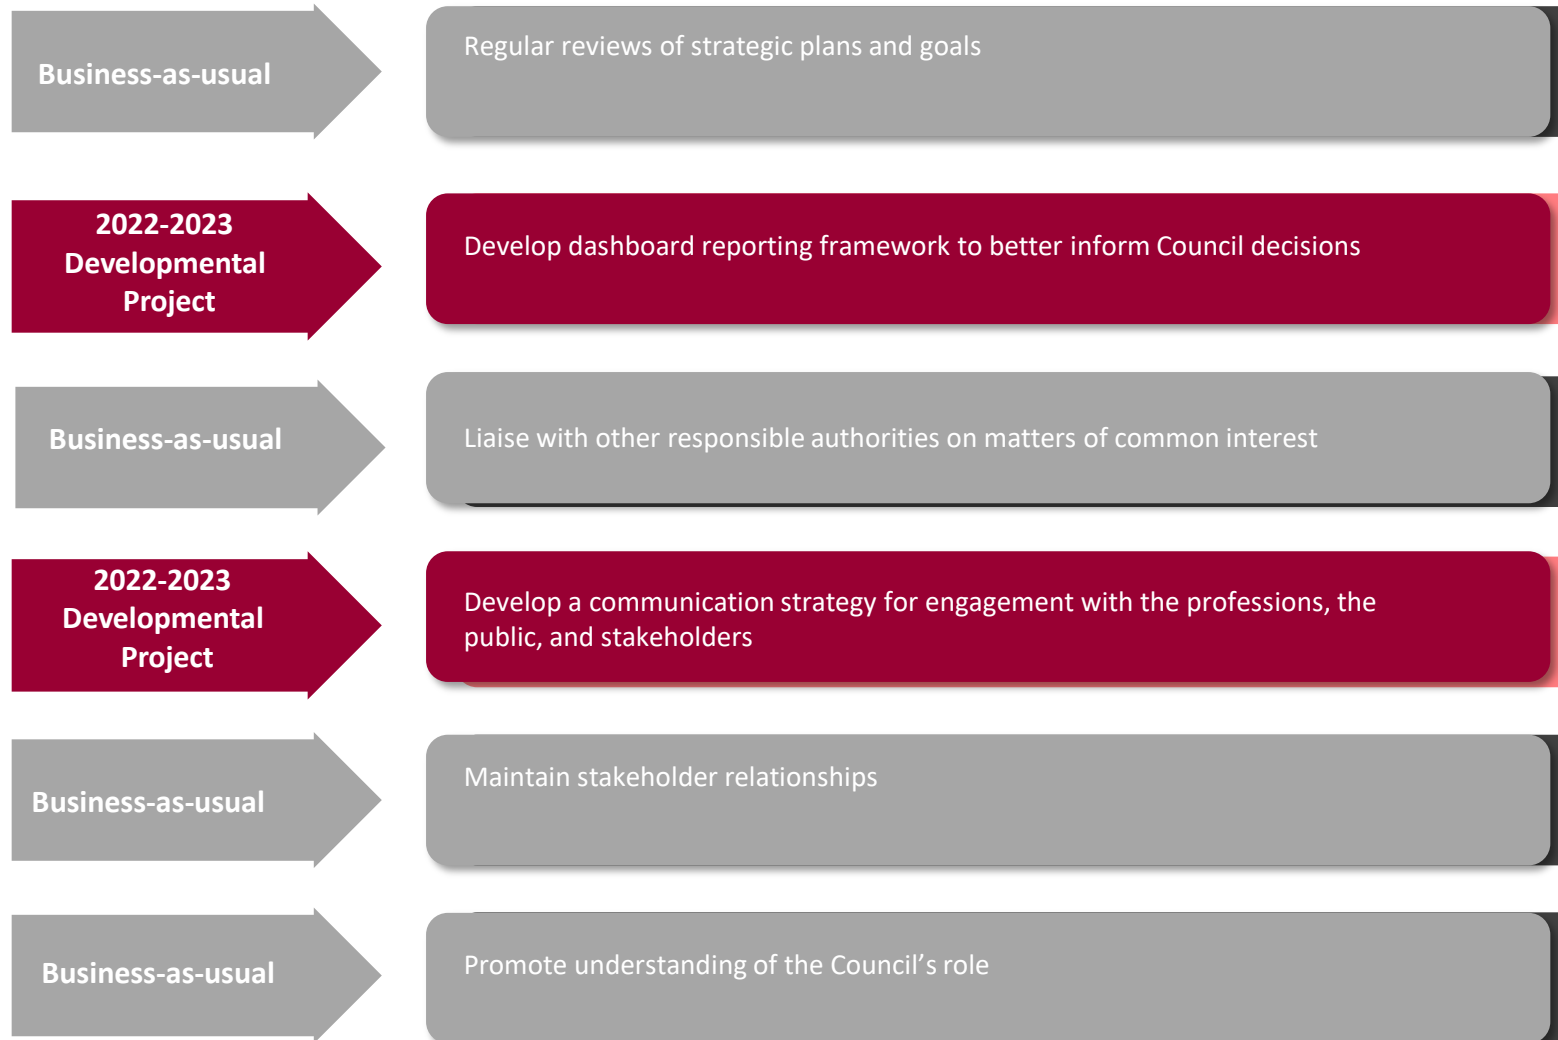 Business-as-usual
Regular reviews of strategic plans and goals
2022-2023
Developmental
Project
Develop dashboard reporting framework to better inform Council decisions
Business-as-usual
Liaise with other responsible authorities on matters of common interest
2022-2023
Developmental
Project
Develop a communication strategy for engagement with the professions, the
public, and stakeholders
Business-as-usual
Maintain stakeholder relationships
Business-as-usual
Promote understanding of the Council’s role